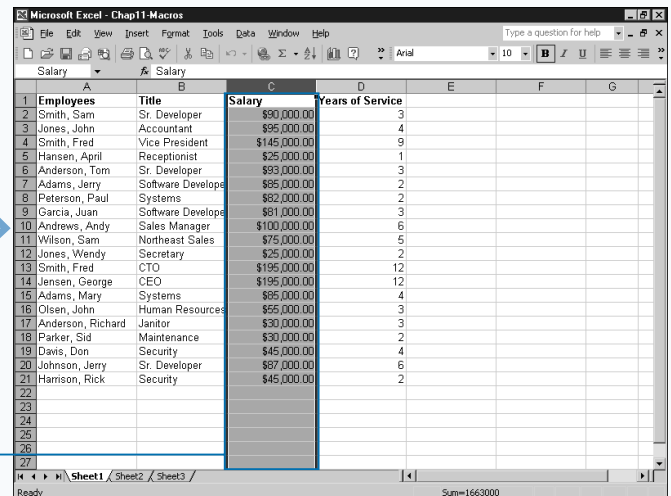 Microsoft Excel - Chap11-Macros
File Edit View Insert Format Tools Data Window Help Type a question for help
Arial 10 B I U
Salary fx Salary
A B C D E F G
1 Employees Title Salary Years of Service
2 Smith, Sam Sr. Developer $90,000.00 3
3 Jones, John Accountant $95,000.00 4
4 Smith, Fred Vice President $145,000.00 9
5 Hansen, April Receptionist $25,000.00 1
6 Anderson, Tom Sr. Developer $93,000.00 3
7 Adams, Jerry Software Develope $85,000.00 2
8 Peterson, Paul Systems $82,000.00 2
9 Garcia, Juan Software Develope $81,000.00 3
10 Andrews, Andy Sales Manager $100,000.00 6
11 Wilson, Sam Northeast Sales $75,000.00 5
12 Jones, Wendy Secretary $25,000.00 2
13 Smith, Fred CTO $195,000.00 12
14 Jensen, George CEO $195,000.00 12
15 Adams, Mary Systems $85,000.00 4
16 Olsen, John Human Resources $55,000.00 3
17 Anderson, Richard Janitor $30,000.00 3
18 Parker, Sid Maintenance $30,000.00 2
19 Davis, Don Security $45,000.00 4
20 Johnson, Jerry Sr. Developer $87,000.00 6
21 Harrison, Rick Security $45,000.00 2
22
23
24
25
26
27
Sheet1 Sheet2 Sheet3
Ready Sum=1663000